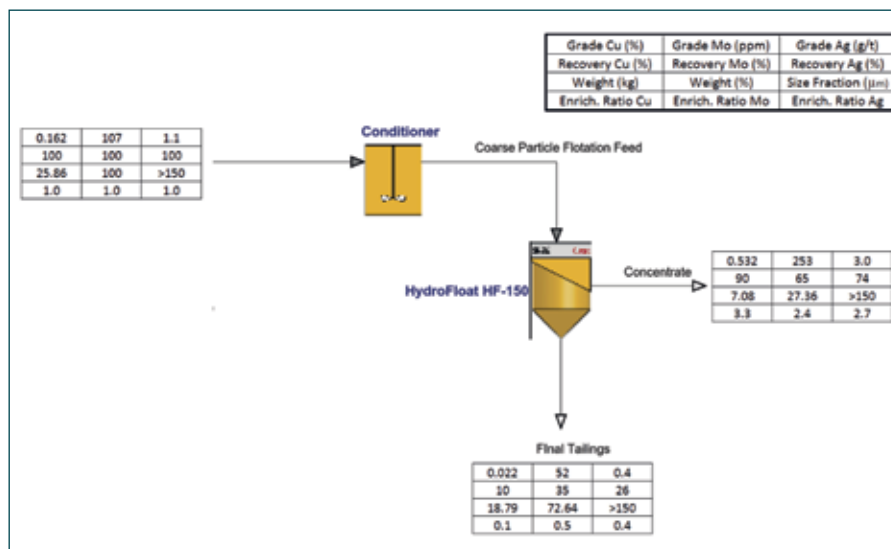 Grade Cu (%) Grade Mo (ppm) Grade Ag (g/t)
Recovery Cu (%) Recovery Mo (%) Recovery Ag (%)
Weight (kg) Weight (%) Size Fraction (µm)
Enrich. Ratio Cu Enrich. Ratio Mo Enrich. Ratio Ag
0.162 107 1.1
100 100 100
25.86 100 >150
1.0 1.0 1.0
Conditioner
Coarse Particle Flotation Feed
HydroFloat HF-150
Concentrate
0.532 253 3.0
90 65 74
7.08 27.36 >150
3.3 2.4 2.7
FInal Tailings
0.022 52 0.4
10 35 26
18.79 72.64 >150
0.1 0.5 0.4